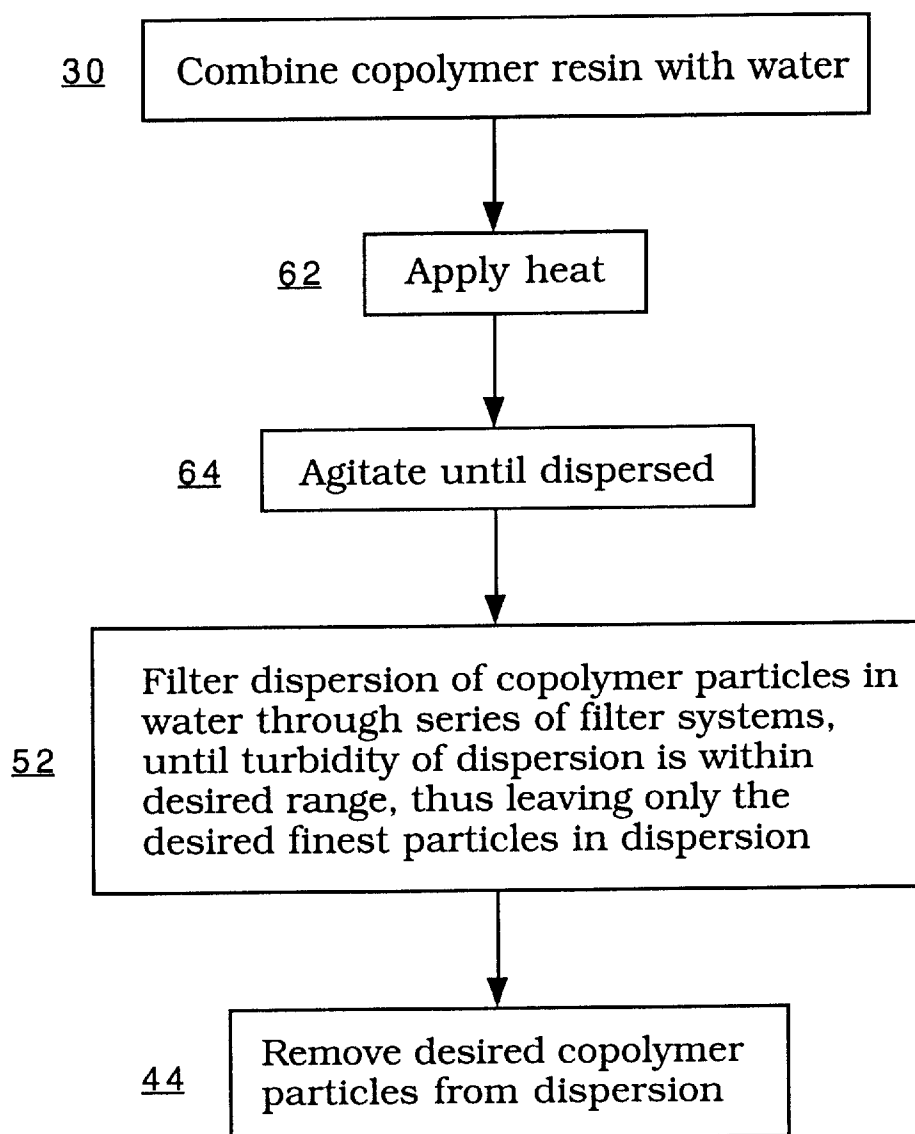 30 Combine copolymer resin with water
62 Apply heat
64 Agitate until dispersed
Filter dispersion of copolymer particles in
water through series of filter systems,
52 until turbidity of dispersion is within
desired range, thus leaving only the
desired finest particles in dispersion
Remove desired copolymer
44 particles from dispersion